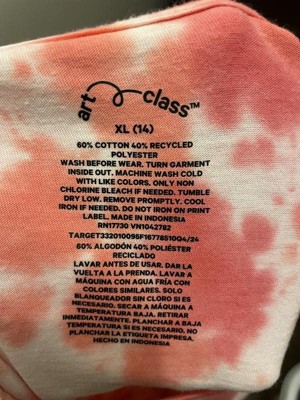 art class™
XL (14)
60% COTTON 40% RECYCLED
POLYESTER
WASH BEFORE WEAR. TURN GARMENT
INSIDE OUT. MACHINE WASH COLD
WITH LIKE COLORS. ONLY NON
CHLORINE BLEACH IF NEEDED. TUMBLE
DRY LOW. REMOVE PROMPTLY. COOL
IRON IF NEEDED. DO NOT IRON ON PRINT
LABEL. MADE IN INDONESIA
RN17730 VN1042782
TARGET332010095F1677851004/24
60% ALGODÓN 40% POLIÉSTER
RECICLADO
LAVAR ANTES DE USAR. DAR LA
VUELTA A LA PRENDA. LAVAR A
MÁQUINA CON AGUA FRÍA CON
COLORES SIMILARES. SOLO
BLANQUEADOR SIN CLORO SI ES
NECESARIO. SECAR A MÁQUINA A
TEMPERATURA BAJA. RETIRAR
INMEDIATAMENTE. PLANCHAR A BAJA
TEMPERATURA SI ES NECESARIO. NO
PLANCHAR LA ETIQUETA IMPRESA.
HECHO EN INDONESIA